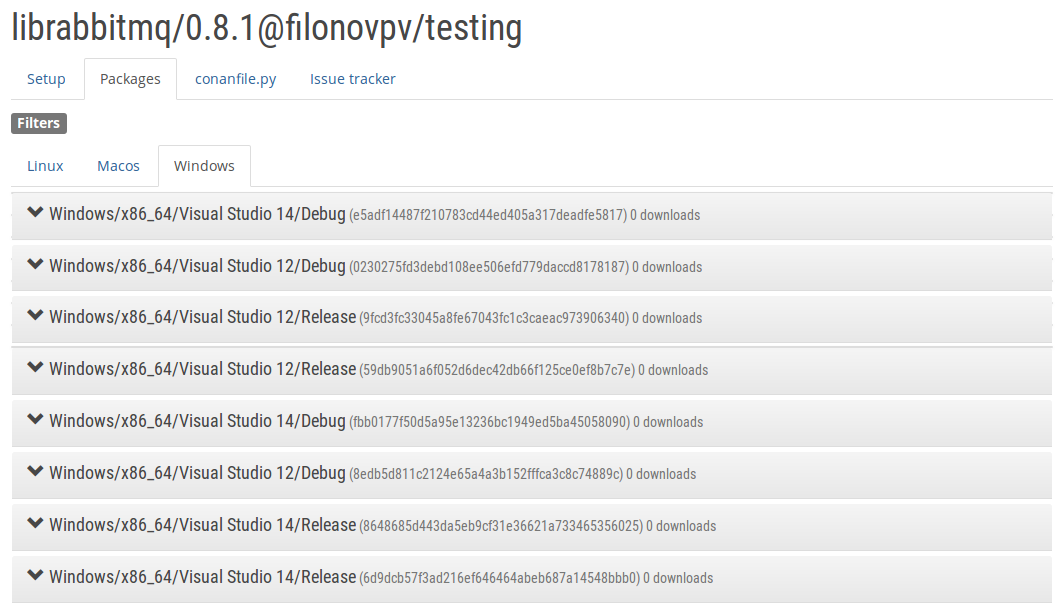 librabbitmq/0.8.1@filonovpv/testing
Setup Packages conanfile.py Issue tracker
Filters
Linux Macos Windows
Windows/x86_64/Visual Studio 14/Debug (e5adf14487f210783cd44ed405a317deadfe5817) 0 downloads
Windows/x86_64/Visual Studio 12/Debug (0230275fd3debd108ee506efd779daccd8178187) 0 downloads
Windows/x86_64/Visual Studio 12/Release (9fcd3fc33045a8fe67043fc1c3caeac973906340) 0 downloads
Windows/x86_64/Visual Studio 12/Release (59db9051a6f052d6dec42db66f125ce0ef8b7c7e) 0 downloads
Windows/x86_64/Visual Studio 14/Debug (fbb0177f50d5a95e13236bc1949ed5ba45058090) 0 downloads
Windows/x86_64/Visual Studio 12/Debug (8edb5d811c2124e65a4a3b152fffca3c8c74889c) 0 downloads
Windows/x86_64/Visual Studio 14/Release (8648685d443da5eb9cf31e36621a733465356025) 0 downloads
Windows/x86_64/Visual Studio 14/Release (6d9dcb57f3ad216ef646464abeb687a14548bbb0) 0 downloads